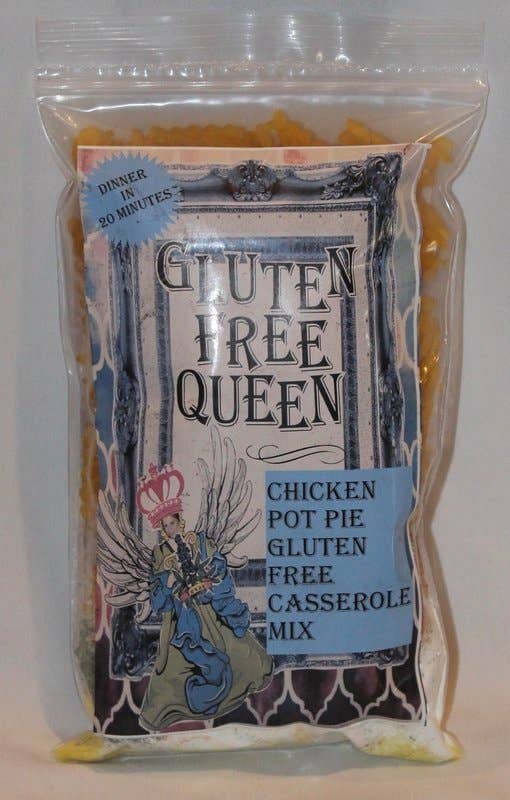 DINNER
IN
20 MINUTES
GLUTEN
FREE
QUEEN
CHICKEN
POT PIE
GLUTEN
FREE
CASSEROLE
MIX